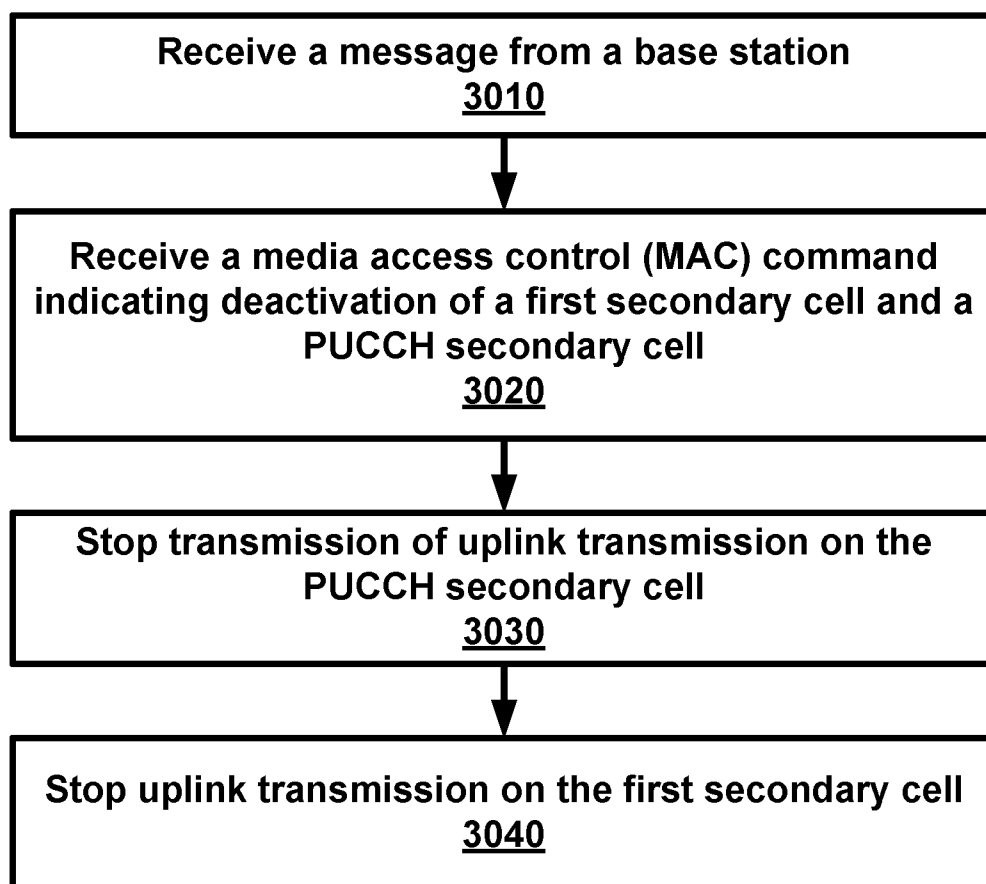 Receive a message from a base station
3010
Receive a media access control (MAC) command
indicating deactivation of a first secondary cell and a
PUCCH secondary cell
3020
Stop transmission of uplink transmission on the
PUCCH secondary cell
3030
Stop uplink transmission on the first secondary cell
3040